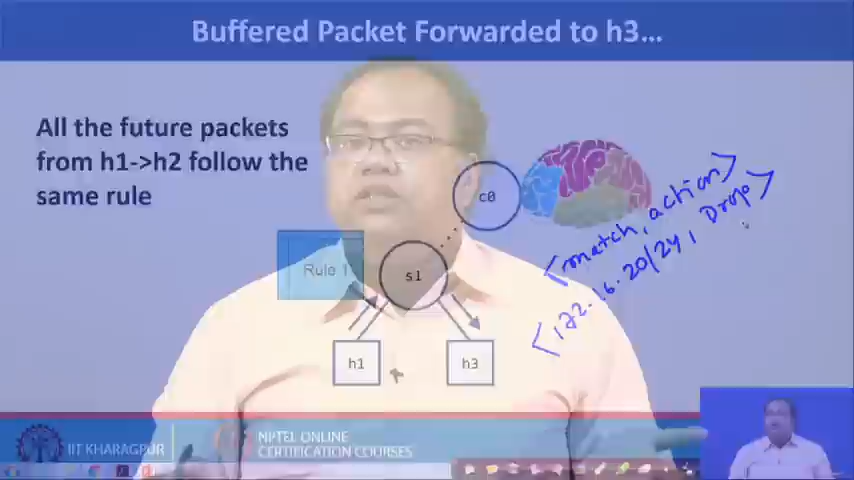 Buffered Packet Forwarded to h3...
All the future packets
from h1->h2 follow the
same rule
c0
<match, action>
<172.16.20/24, Drop>
Rule 1
s1
h1
h3
IIT KHARAGPUR
NPTEL ONLINE
CERTIFICATION COURSES